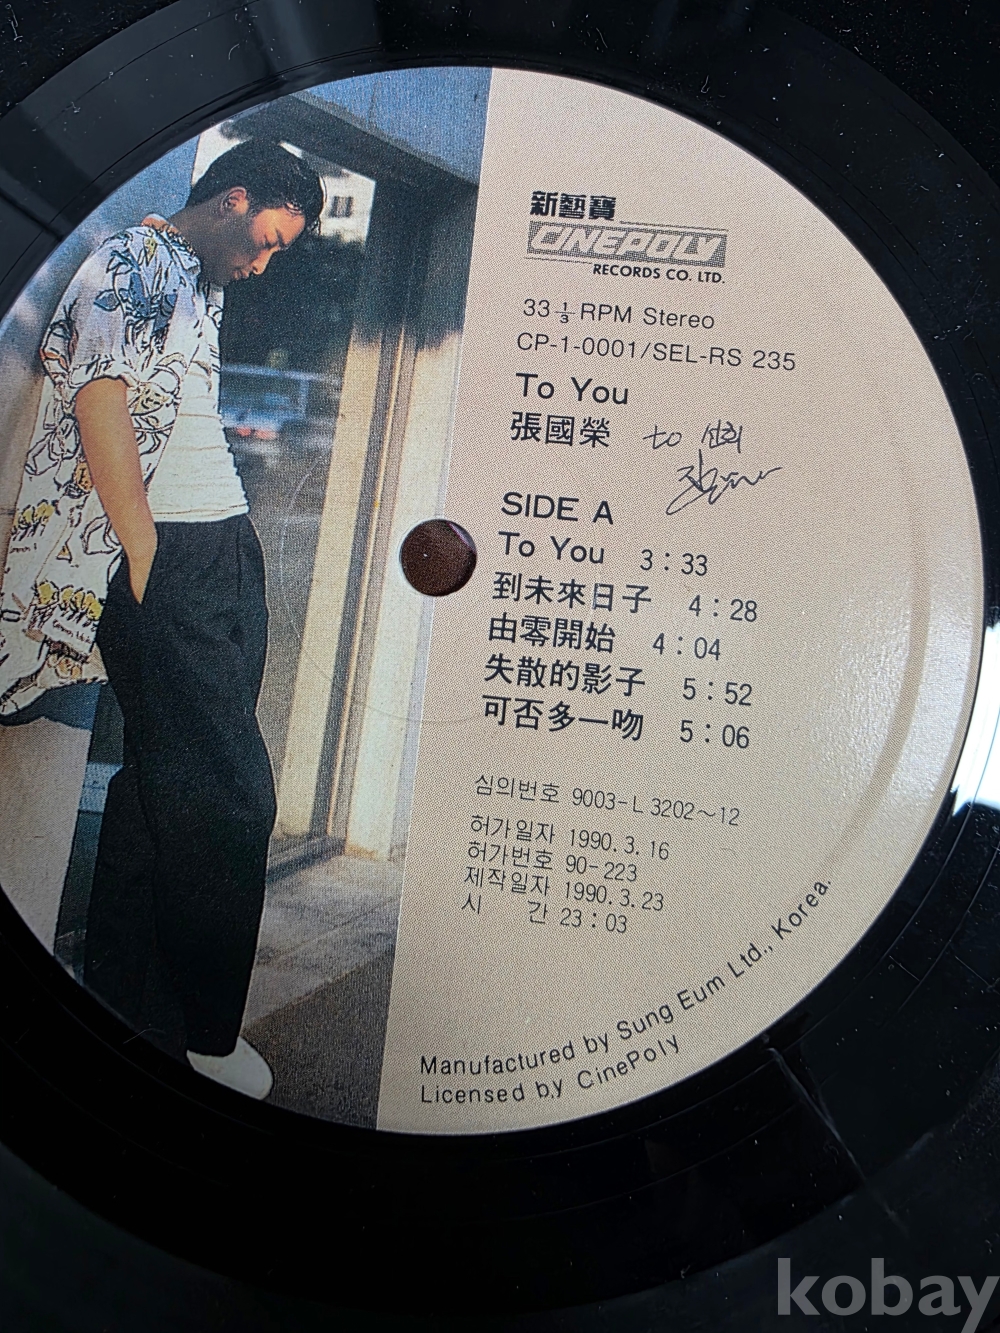 新藝寶
CINEPOLY
RECORDS CO. LTD.
33 1/3 RPM Stereo
CP-1-0001/SEL-RS 235
To You
張國榮 to
SIDE A
To You 3:33
到未來日子 4:28
由零開始 4:04
失散的影子 5:52
可否多一吻 5:06
심의번호 9003-L3202~12
허가일자 1990.3.16
허가번호 90-223
제작일자 1990.3.23
시 간 23:03
Manufactured by Sung Eum Ltd., Korea.
Licensed by CinePoly
kobay